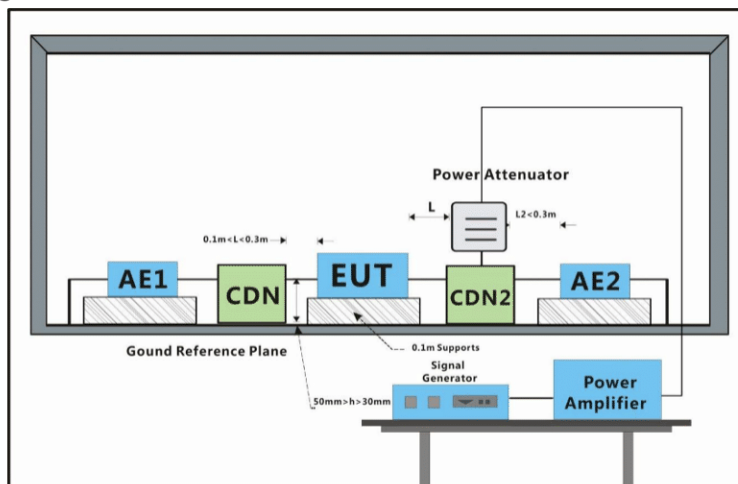 Power Attenuator
L
L2<0.3m
0.1m<L<0.3m
AE1
CDN
EUT
CDN2
AE2
Gound Reference Plane
0.1m Supports
Signal
Generator
50mm>h>30mm
Power
Amplifier